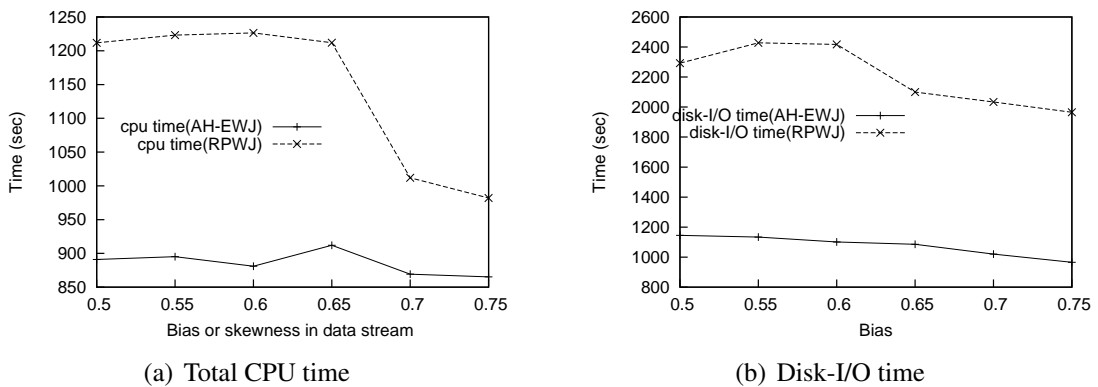 1250
1200
1150
1100
1050
1000
950
900
850
Time (sec)
cpu time(AH-EWJ)
cpu time(RPWJ)
0.5 0.55 0.6 0.65 0.7 0.75
Bias or skewness in data stream
(a) Total CPU time
2600
2400
2200
2000
1800
1600
1400
1200
1000
800
Time (sec)
disk-I/O time(AH-EWJ)
disk-I/O time(RPWJ)
0.5 0.55 0.6 0.65 0.7 0.75
Bias
(b) Disk-I/O time